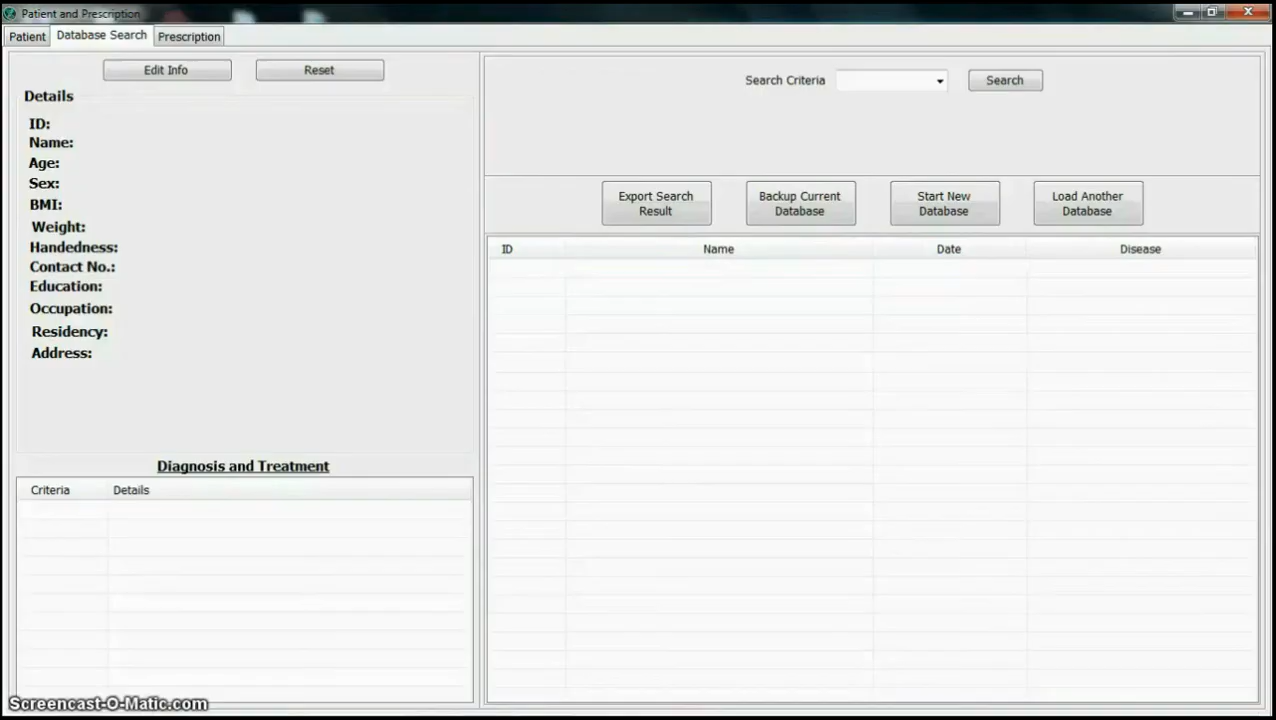 Patient and Prescription
Patient
Database Search
Prescription
Edit Info
Reset
Details
ID:
Name:
Age:
Sex:
BMI:
Weight:
Handedness:
Contact No.:
Education:
Occupation:
Residency:
Address:
Diagnosis and Treatment
Criteria
Details
Search Criteria
Search
Export Search
Result
Backup Current
Database
Start New
Database
Load Another
Database
ID
Name
Date
Disease
Screencast-O-Matic.com